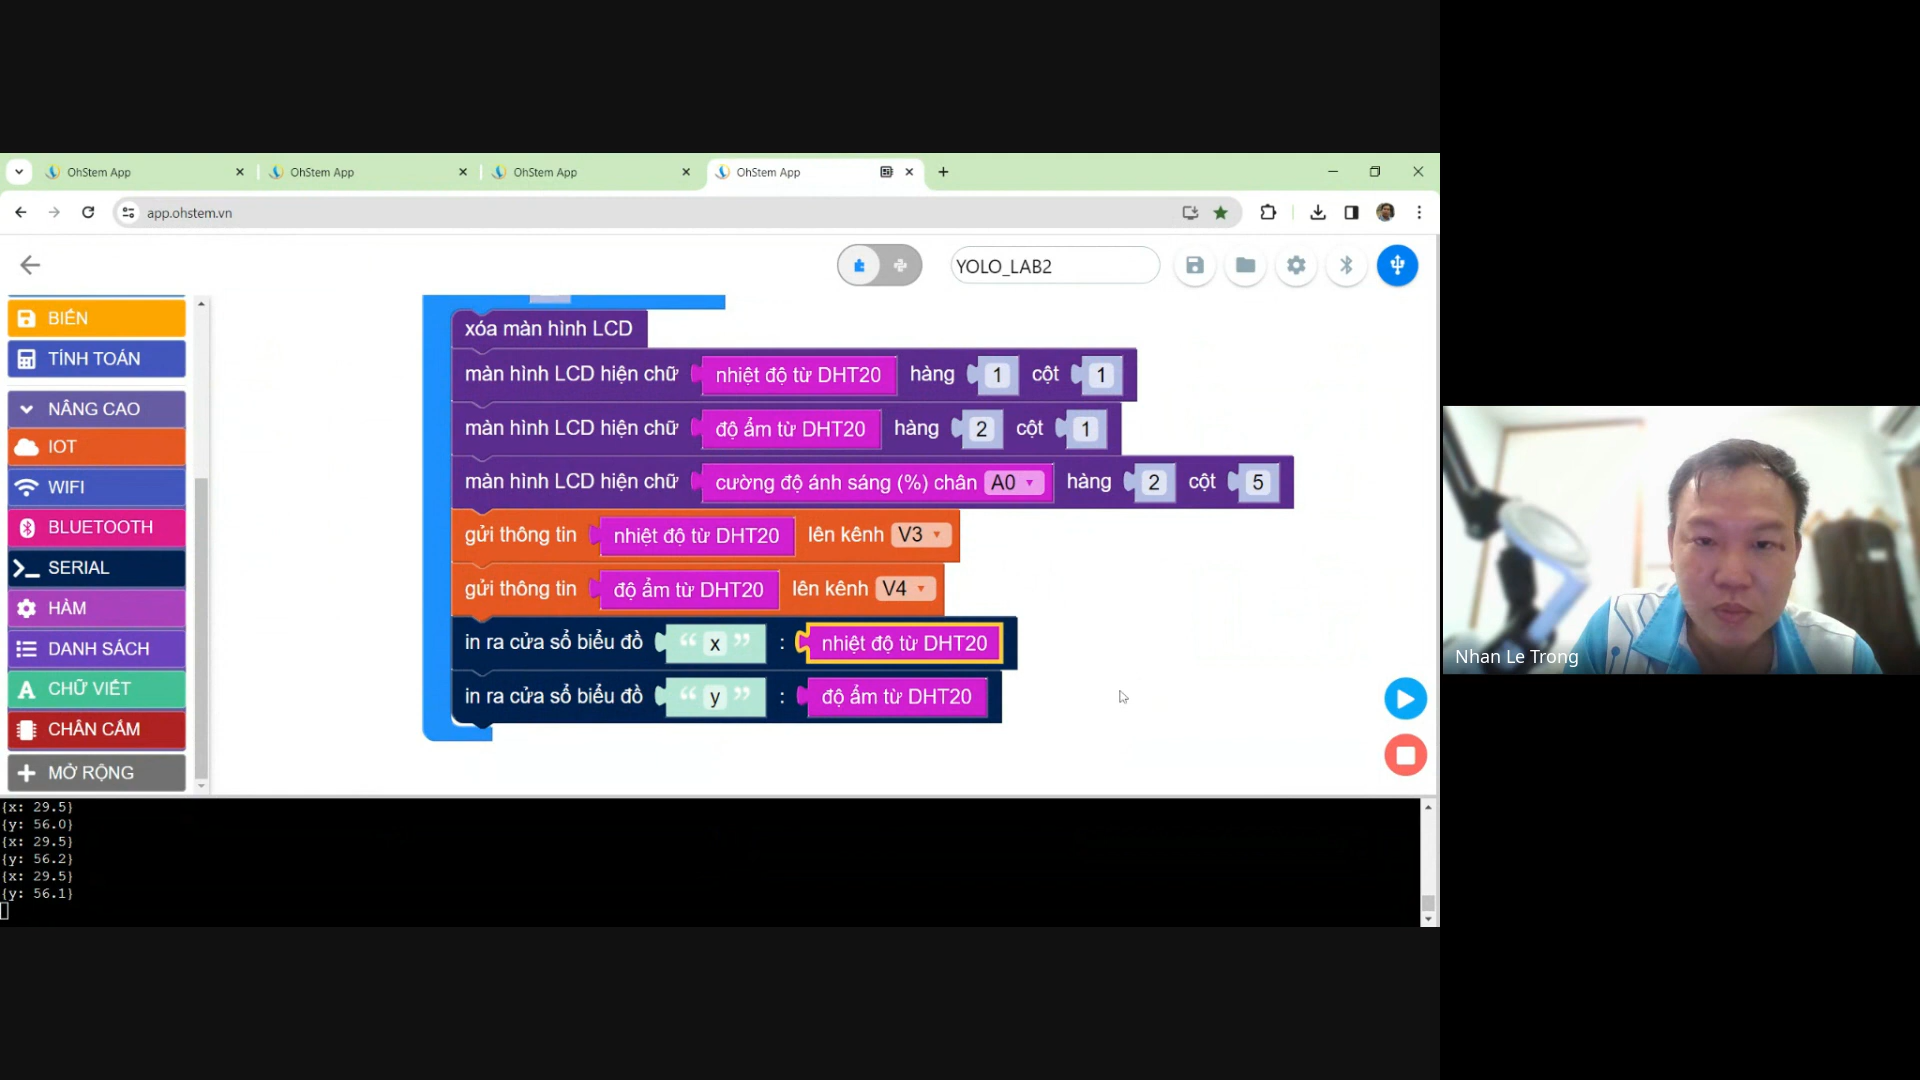 OhStem App
OhStem App
OhStem App
OhStem App
app.ohstem.vn
YOLO_LAB2
BIẾN
TÍNH TOÁN
NÂNG CAO
IOT
WIFI
BLUETOOTH
SERIAL
HÀM
DANH SÁCH
CHỮ VIẾT
CHÂN CẮM
MỞ RỘNG
xóa màn hình LCD
màn hình LCD hiện chữ nhiệt độ từ DHT20 hàng 1 cột 1
màn hình LCD hiện chữ độ ẩm từ DHT20 hàng 2 cột 1
màn hình LCD hiện chữ cường độ ánh sáng (%) chân A0 hàng 2 cột 5
gửi thông tin nhiệt độ từ DHT20 lên kênh V3
gửi thông tin độ ẩm từ DHT20 lên kênh V4
in ra cửa sổ biểu đồ “ x ” : nhiệt độ từ DHT20
in ra cửa sổ biểu đồ “ y ” : độ ẩm từ DHT20
{x: 29.5}
{y: 56.0}
{x: 29.5}
{y: 56.2}
{x: 29.5}
{y: 56.1}
Nhan Le Trong